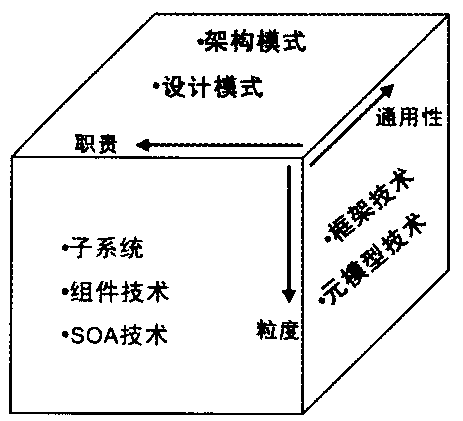 •架构模式
•设计模式
通用性
职责
•框架技术
•元模型技术
•子系统
•组件技术
•SOA技术
粒度